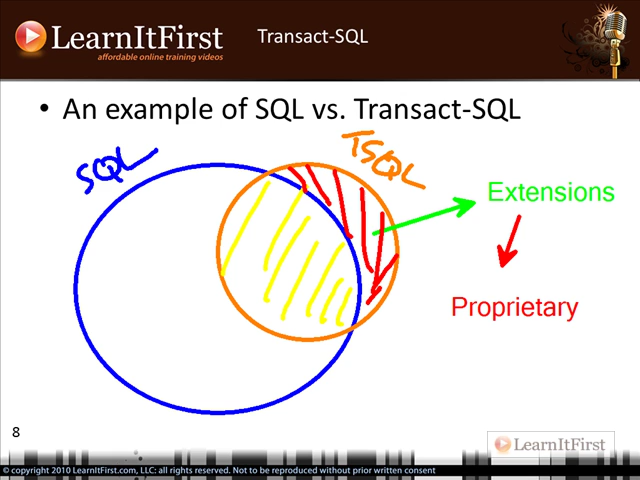 LearnItFirst
affordable online training videos
Transact-SQL
• An example of SQL vs. Transact-SQL
SQL
TSQL
Extensions
Proprietary
8
LearnItFirst
© copyright 2010 LearnItFirst.com, LLC: all rights reserved. Not to be reproduced without prior written consent